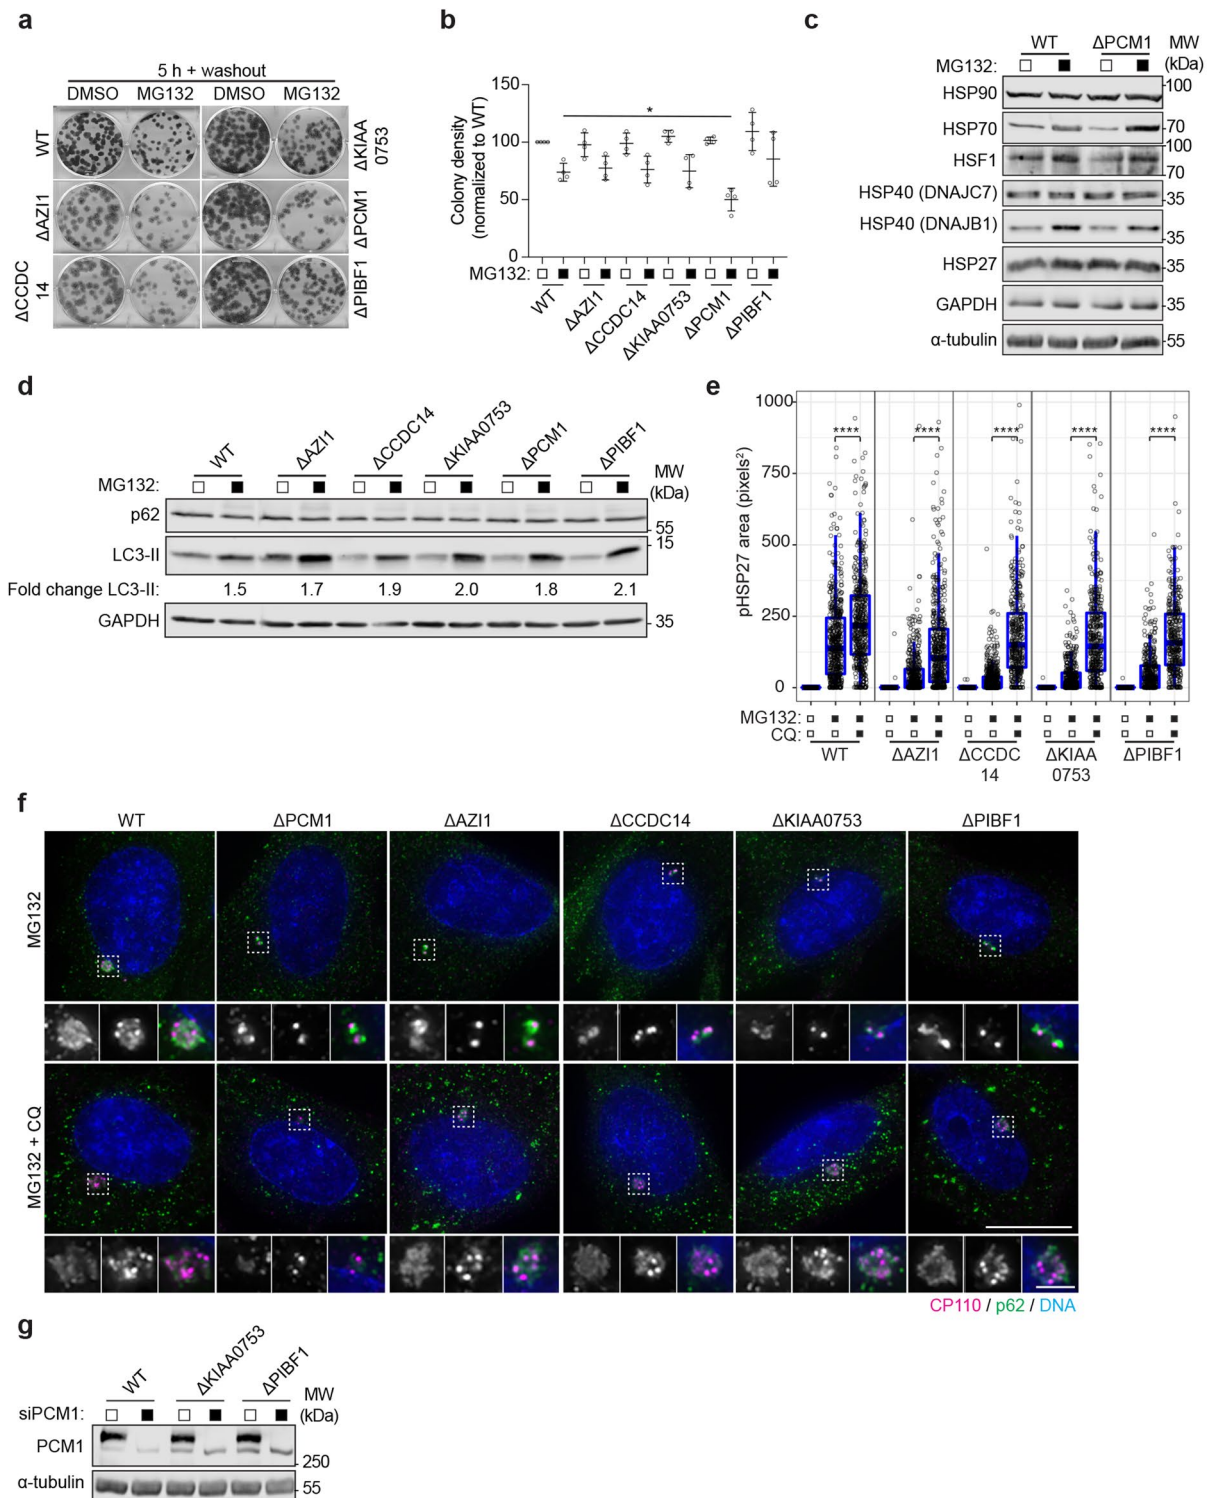 a
5 h + washout
DMSO MG132 DMSO MG132
WT
ΔKIAA
0753
ΔAZI1
ΔPCM1
ΔCCDC
14
ΔPIBF1
b
150
100
50
0
Colony density
(normalized to WT)
*
MG132:
WT
ΔAZI1
ΔCCDC14
ΔKIAA0753
ΔPCM1
ΔPIBF1
c
WT ΔPCM1 MW
MG132: (kDa)
HSP90 100
HSP70 70
HSF1 100
70
HSP40 (DNAJC7) 35
HSP40 (DNAJB1) 35
HSP27
GAPDH 35
α-tubulin 55
d
WT ΔAZI1 ΔCCDC14 ΔKIAA0753 ΔPCM1 ΔPIBF1
MW
MG132: (kDa)
p62 55
LC3-II 15
Fold change LC3-II: 1.5 1.7 1.9 2.0 1.8 2.1
GAPDH 35
e
1000
750
500
250
0
pHSP27 area (pixels²)
**** **** **** **** ****
MG132:
CQ:
WT ΔAZI1 ΔCCDC ΔKIAA ΔPIBF1
14 0753
f
WT ΔPCM1 ΔAZI1 ΔCCDC14 ΔKIAA0753 ΔPIBF1
MG132
MG132 + CQ
CP110 / p62 / DNA
g
WT ΔKIAA0753 ΔPIBF1
MW
siPCM1: (kDa)
PCM1 250
α-tubulin 55